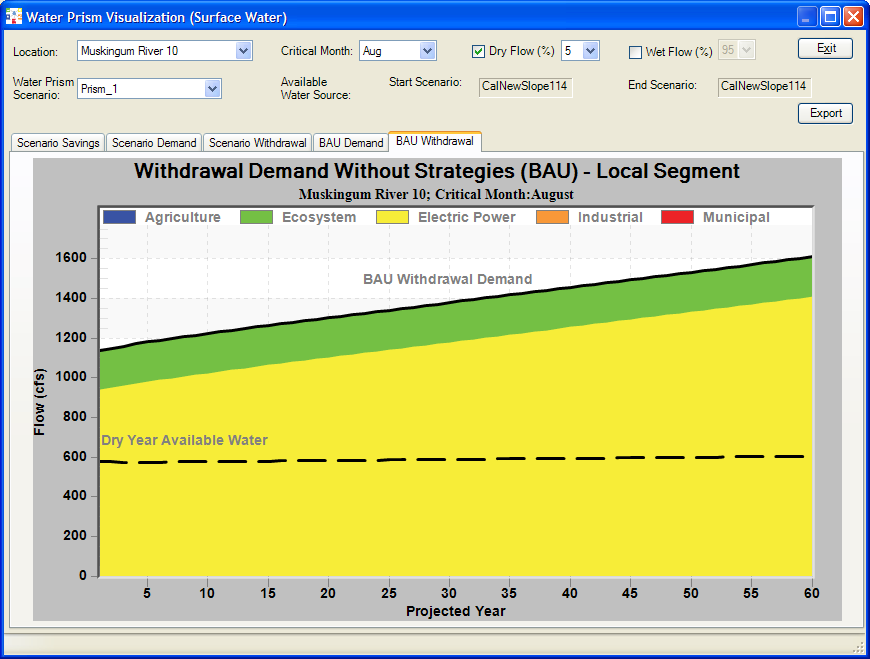 Water Prism Visualization (Surface Water)
Location: Muskingum River 10 Critical Month: Aug Dry Flow (%) 5 Wet Flow (%) 95 Exit
Water Prism Scenario: Prism_1 Available Water Source: Start Scenario: CalNewSlope114 End Scenario: CalNewSlope114
Export
Scenario Savings Scenario Demand Scenario Withdrawal BAU Demand BAU Withdrawal
Withdrawal Demand Without Strategies (BAU) - Local Segment
Muskingum River 10; Critical Month:August
Agriculture Ecosystem Electric Power Industrial Municipal
1600
BAU Withdrawal Demand
1400
1200
1000
Flow (cfs)
800
Dry Year Available Water
600
400
200
0
5 10 15 20 25 30 35 40 45 50 55 60
Projected Year